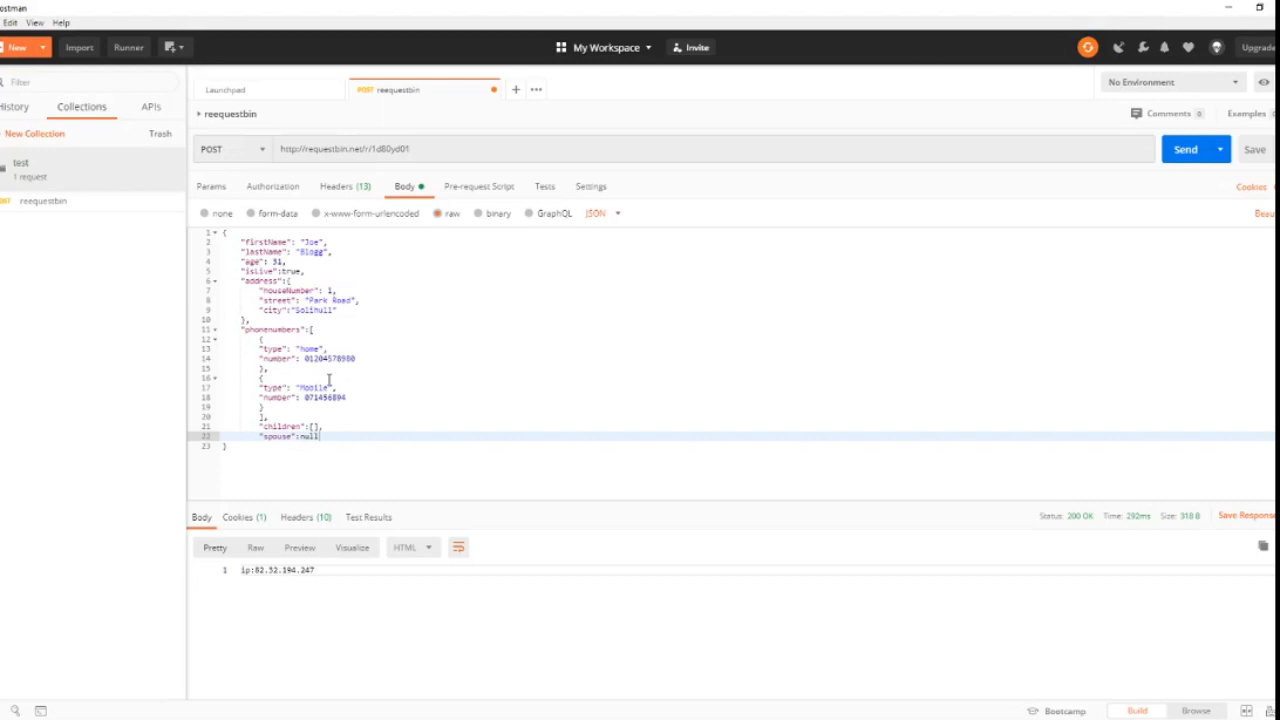 ostman
Edit View Help
New Import Runner My Workspace Invite Upgrade
Filter Launchpad POST reequestbin No Environment
History Collections APIs reequestbin Comments 0 Examples 0
New Collection Trash
test POST http://requestbin.net/r/1d80yd01 Send Save
1 request
Params Authorization Headers (13) Body Pre-request Script Tests Settings Cookies
POST reequestbin
none form-data x-www-form-urlencoded raw binary GraphQL JSON Beau
1 {
2 "firstName": "Joe",
3 "lastName": "Blogg",
4 "age": 31,
5 "isLive":true,
6 "address":{
7 "houseNumber": 1,
8 "street": "Park Road",
9 "city":"Solihull"
10 },
11 "phonenumbers":[
12 {
13 "type": "home",
14 "number": 01204578980
15 },
16 {
17 "type": "Mobile",
18 "number": 071456894
19 }
20 ],
21 "children":[],
22 "spouse":null
23 }
Body Cookies (1) Headers (10) Test Results Status: 200 OK Time: 292ms Size: 318 B Save Response
Pretty Raw Preview Visualize HTML
1 ip:82.32.194.247
Bootcamp Build Browse